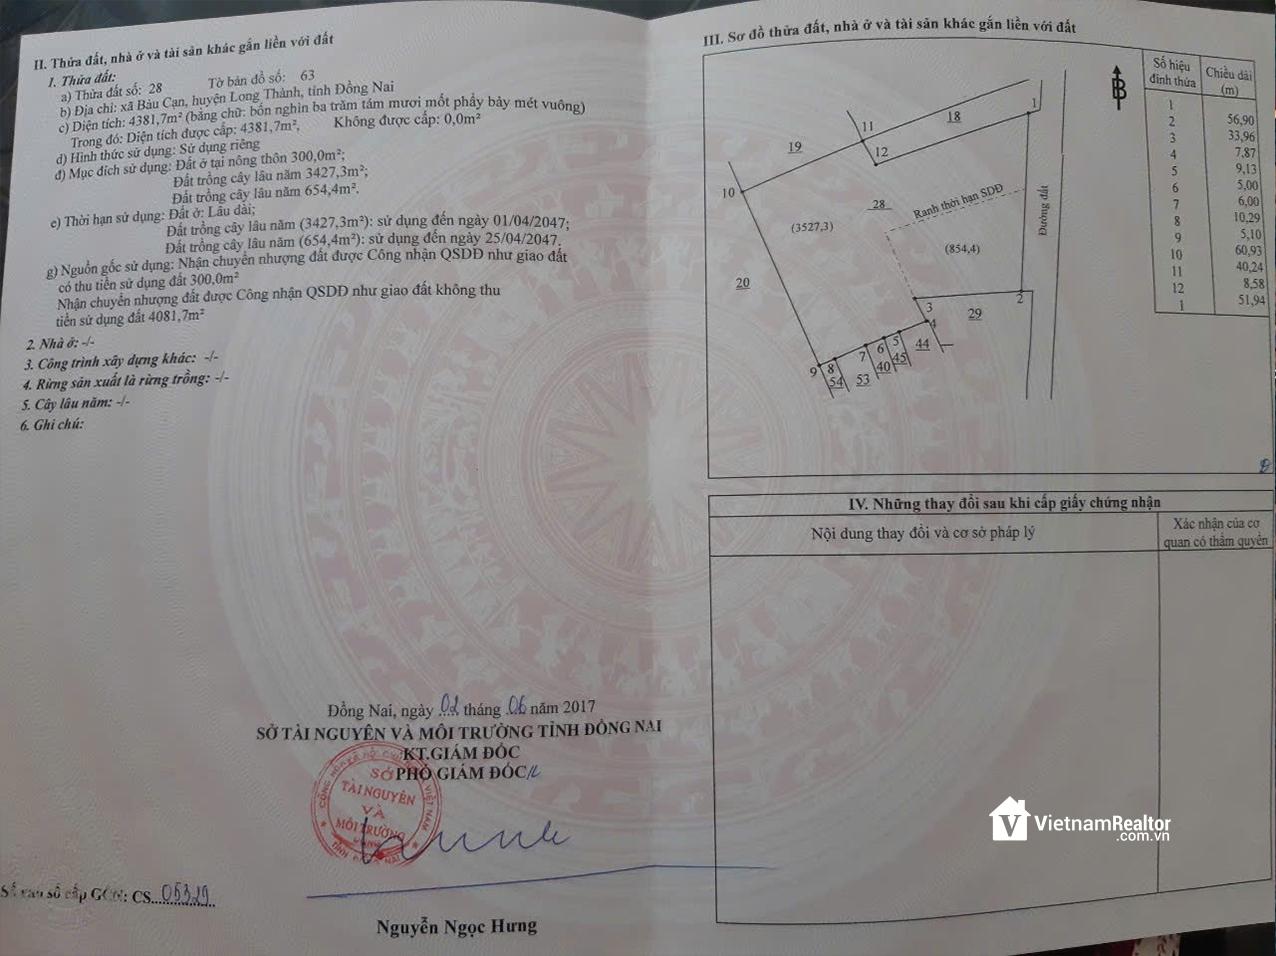 II. Thửa đất, nhà ở và tài sản khác gắn liền với đất
1. Thửa đất:
a) Thửa đất số: 28 Tờ bản đồ số: 63
b) Địa chỉ: xã Bàu Cạn, huyện Long Thành, tỉnh Đồng Nai
c) Diện tích: 4381,7m² (bằng chữ: bốn nghìn ba trăm tám mươi mốt phẩy bảy mét vuông)
Trong đó: Diện tích được cấp: 4381,7m², Không được cấp: 0,0m²
d) Hình thức sử dụng: Sử dụng riêng
đ) Mục đích sử dụng: Đất ở tại nông thôn 300,0m²;
Đất trồng cây lâu năm 3427,3m²;
Đất trồng cây lâu năm 654,4m².
e) Thời hạn sử dụng: Đất ở: Lâu dài;
Đất trồng cây lâu năm (3427,3m²): sử dụng đến ngày 01/04/2047;
Đất trồng cây lâu năm (654,4m²): sử dụng đến ngày 25/04/2047.
g) Nguồn gốc sử dụng: Nhận chuyển nhượng đất được Công nhận QSDĐ như giao đất
có thu tiền sử dụng đất 300,0m²
Nhận chuyển nhượng đất được Công nhận QSDĐ như giao đất không thu
tiền sử dụng đất 4081,7m²
2. Nhà ở: -/-
3. Công trình xây dựng khác: -/-
4. Rừng sản xuất là rừng trồng: -/-
5. Cây lâu năm: -/-
6. Ghi chú:
Đồng Nai, ngày 02 tháng 06 năm 2017
SỞ TÀI NGUYÊN VÀ MÔI TRƯỜNG TỈNH ĐỒNG NAI
KT.GIÁM ĐỐC
PHÓ GIÁM ĐỐC
SỞ
TÀI NGUYÊN
VÀ
MÔI TRƯỜNG
Nguyễn Ngọc Hưng
Số vào sổ cấp GCN: CS 05329
III. Sơ đồ thửa đất, nhà ở và tài sản khác gắn liền với đất
B
1
18
11
19
12
10
28
Ranh thời hạn SDĐ
Đường đất
(3527,3)
(854,4)
20
3
2
4
29
5
44
6
45
7
40
8
53
9
54
Số hiệu đỉnh thửa Chiều dài (m)
1
2 56,90
3 33,96
4 7,87
5 9,13
6 5,00
7 6,00
8 10,29
9 5,10
10 60,93
11 40,24
12 8,58
1 51,94
IV. Những thay đổi sau khi cấp giấy chứng nhận
Nội dung thay đổi và cơ sở pháp lý
Xác nhận của cơ
quan có thẩm quyền
V VietnamRealtor
.com.vn